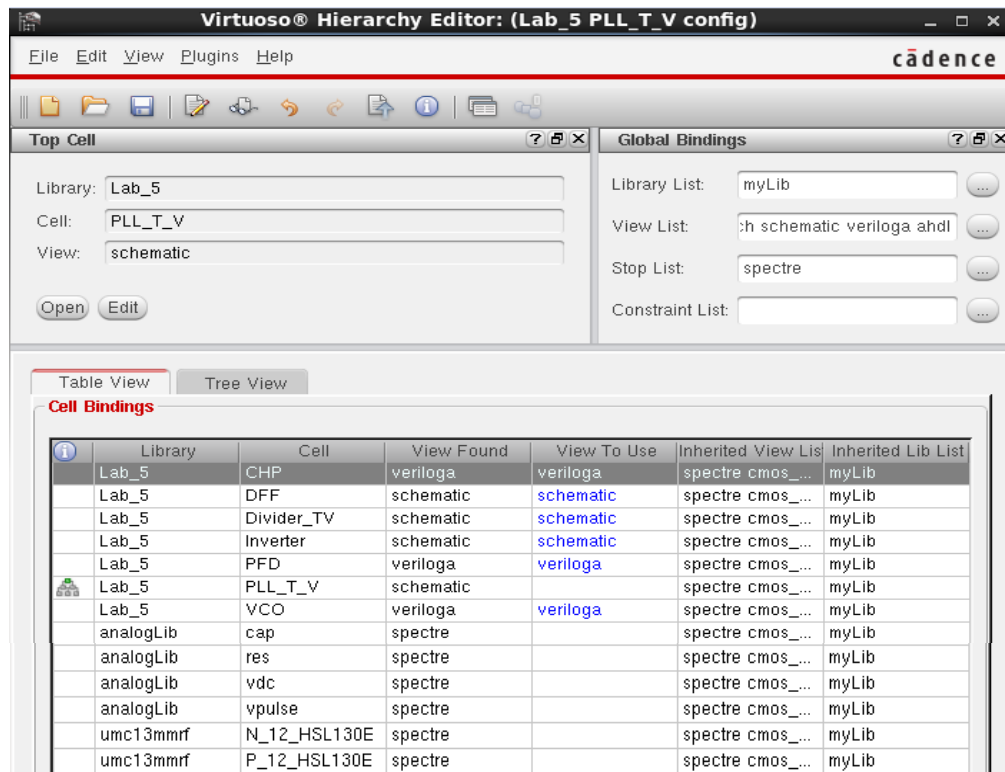 Virtuoso® Hierarchy Editor: (Lab_5 PLL_T_V config)
File Edit View Plugins Help
cādence
Top Cell
Library: Lab_5
Cell: PLL_T_V
View: schematic
Open Edit
Global Bindings
Library List: myLib
View List: :h schematic veriloga ahdl
Stop List: spectre
Constraint List:
Table View Tree View
Cell Bindings
Library Cell View Found View To Use Inherited View Lis Inherited Lib List
Lab_5 CHP veriloga veriloga spectre cmos_... myLib
Lab_5 DFF schematic schematic spectre cmos_... myLib
Lab_5 Divider_TV schematic schematic spectre cmos_... myLib
Lab_5 Inverter schematic schematic spectre cmos_... myLib
Lab_5 PFD veriloga veriloga spectre cmos_... myLib
Lab_5 PLL_T_V schematic spectre cmos_... myLib
Lab_5 VCO veriloga veriloga spectre cmos_... myLib
analogLib cap spectre spectre cmos_... myLib
analogLib res spectre spectre cmos_... myLib
analogLib vdc spectre spectre cmos_... myLib
analogLib vpulse spectre spectre cmos_... myLib
umc13mmrf N_12_HSL130E spectre spectre cmos_... myLib
umc13mmrf P_12_HSL130E spectre spectre cmos_... myLib